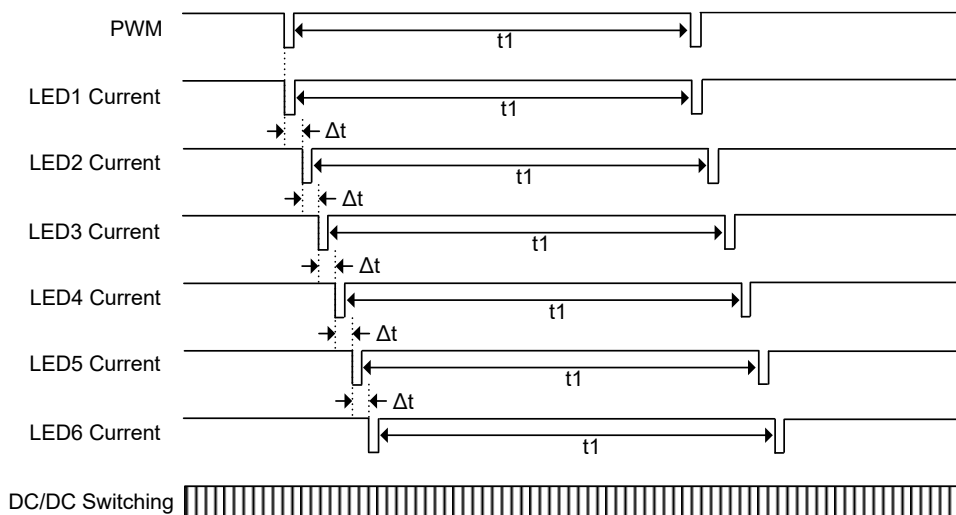 PWM
t1
LED1 Current
t1
Δt
LED2 Current
t1
Δt
LED3 Current
t1
Δt
LED4 Current
t1
Δt
LED5 Current
t1
Δt
LED6 Current
t1
DC/DC Switching